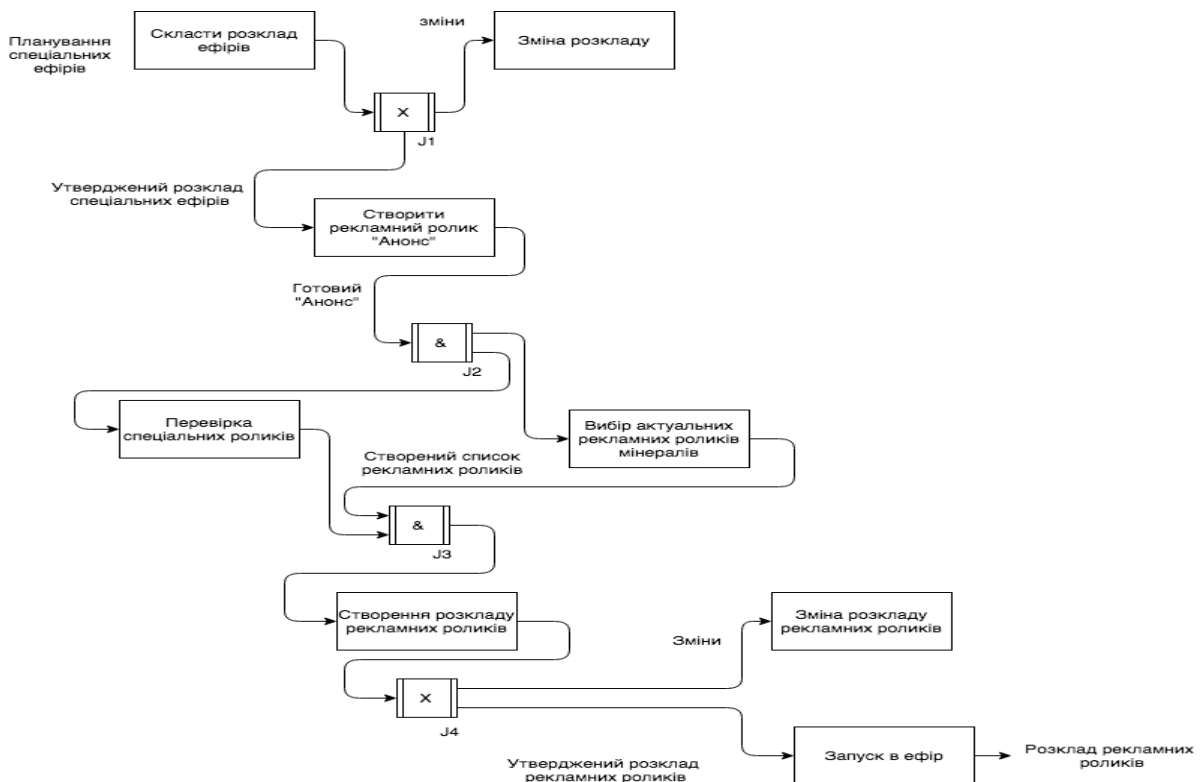 Планування
спеціальних
ефірів
Скласти розклад
ефірів
зміни
Зміна розкладу
X
J1
Утверджений розклад
спеціальних ефірів
Створити
рекламний ролик
"Анонс"
Готовий
"Анонс"
&
J2
Перевірка
спеціальних роликів
Вибір актуальних
рекламних роликів
мінералів
Створений список
рекламних роликів
&
J3
Створення розкладу
рекламних роликів
Зміна розкладу
рекламних роликів
Зміни
X
J4
Утверджений розклад
рекламних роликів
Запуск в ефір
Розклад рекламних
роликів